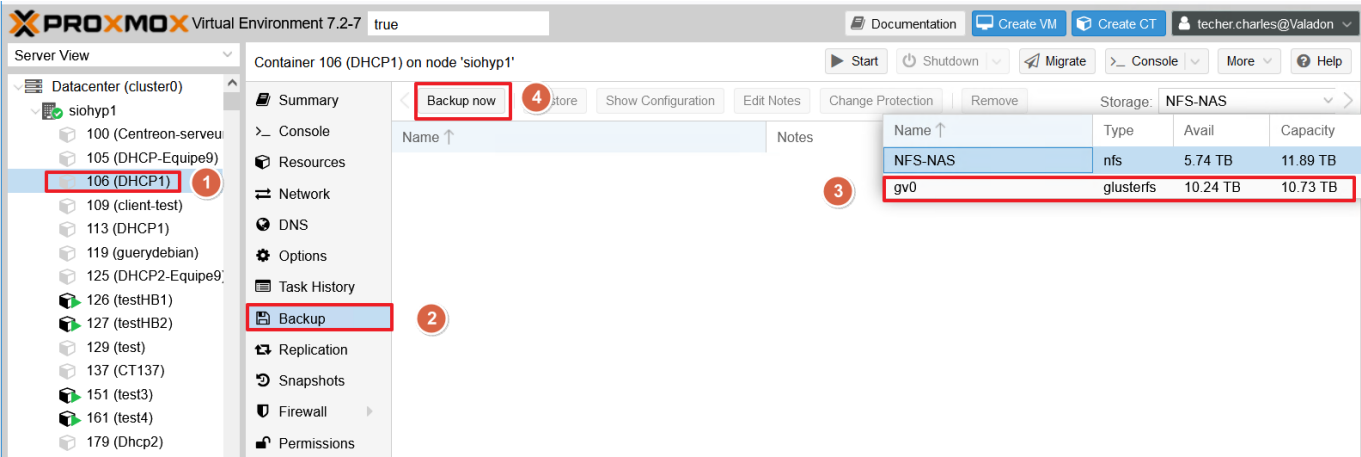 PROXMOX Virtual Environment 7.2-7 true Documentation Create VM Create CT techer.charles@Valadon
Server View
Container 106 (DHCP1) on node 'siohyp1' Start Shutdown Migrate >_ Console More Help
Datacenter (cluster0)
siohyp1
100 (Centreon-serveu
105 (DHCP-Equipe9)
106 (DHCP1) 1
109 (client-test)
113 (DHCP1)
119 (guerydebian)
125 (DHCP2-Equipe9
126 (testHB1)
127 (testHB2)
129 (test)
137 (CT137)
151 (test3)
161 (test4)
179 (Dhcp2)
Summary
>_ Console
Resources
Network
DNS
Options
Task History
Backup 2
Replication
Snapshots
Firewall
Permissions
Backup now 4 store Show Configuration Edit Notes Change Protection Remove Storage: NFS-NAS
Name ↑ Notes
Name ↑ Type Avail Capacity
NFS-NAS nfs 5.74 TB 11.89 TB
3 gv0 glusterfs 10.24 TB 10.73 TB